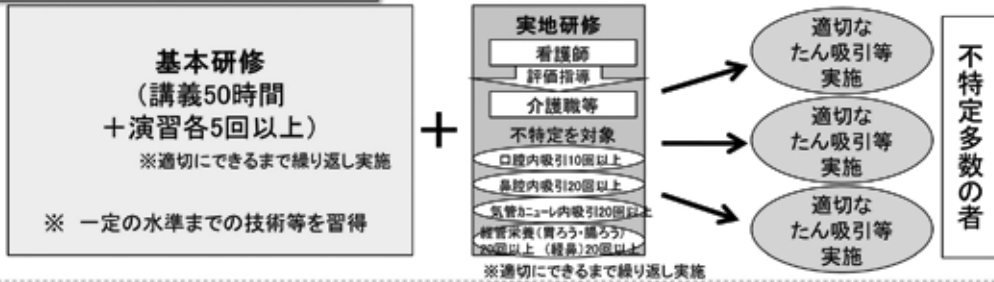 基本研修
（講義50時間
＋演習各5回以上）
※適切にできるまで繰り返し実施
※ 一定の水準までの技術等を習得
＋
実地研修
看護師
評価指導
介護職等
不特定を対象
口腔内吸引10回以上
鼻腔内吸引20回以上
気管カニューレ内吸引20回以上
経管栄養（胃ろう・腸ろう）
20回以上 （経鼻）20回以上
※適切にできるまで繰り返し実施
適切な
たん吸引等
実施
適切な
たん吸引等
実施
適切な
たん吸引等
実施
不特定多数の者